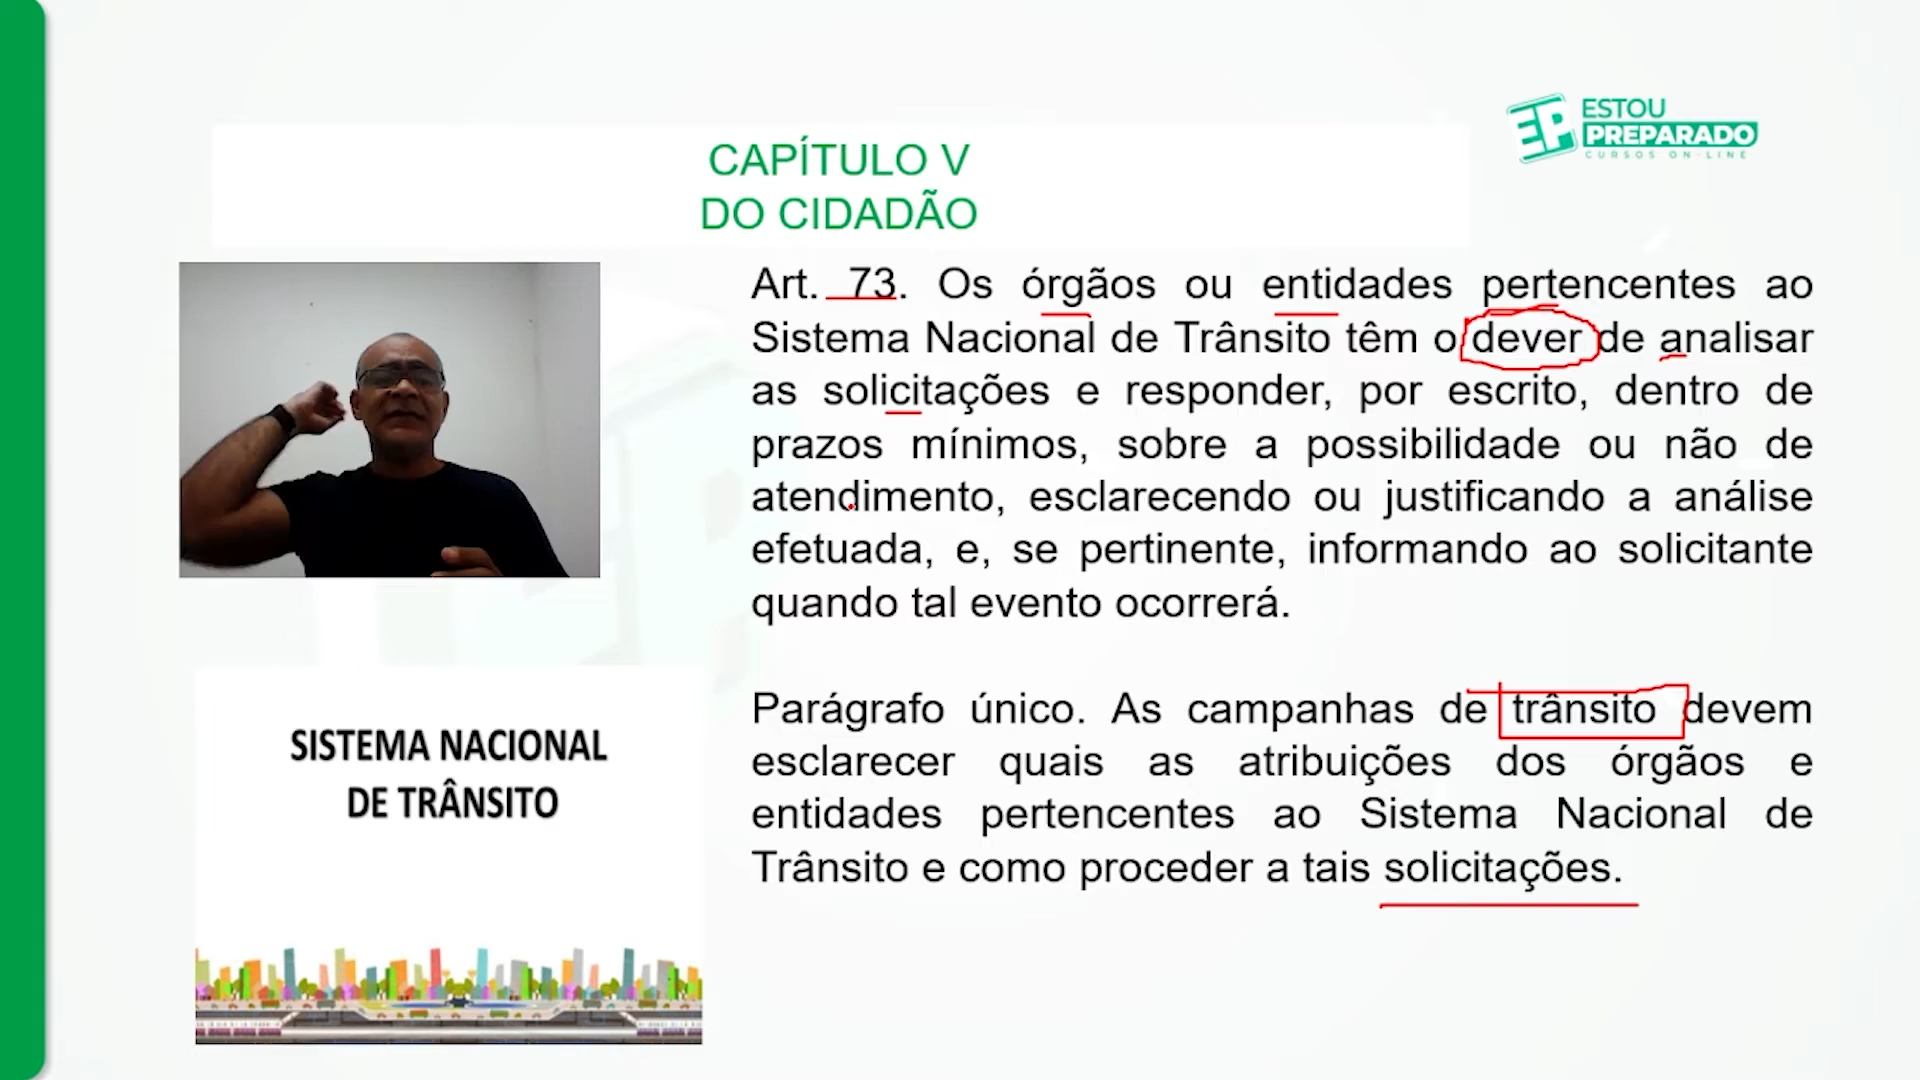 ESTOU
EP PREPARADO
CURSOS ON-LINE
CAPÍTULO V
DO CIDADÃO
Art. 73. Os órgãos ou entidades pertencentes ao
Sistema Nacional de Trânsito têm o dever de analisar
as solicitações e responder, por escrito, dentro de
prazos mínimos, sobre a possibilidade ou não de
atendimento, esclarecendo ou justificando a análise
efetuada, e, se pertinente, informando ao solicitante
quando tal evento ocorrerá.
Parágrafo único. As campanhas de trânsito devem
esclarecer quais as atribuições dos órgãos e
entidades pertencentes ao Sistema Nacional de
Trânsito e como proceder a tais solicitações.
SISTEMA NACIONAL
DE TRÂNSITO